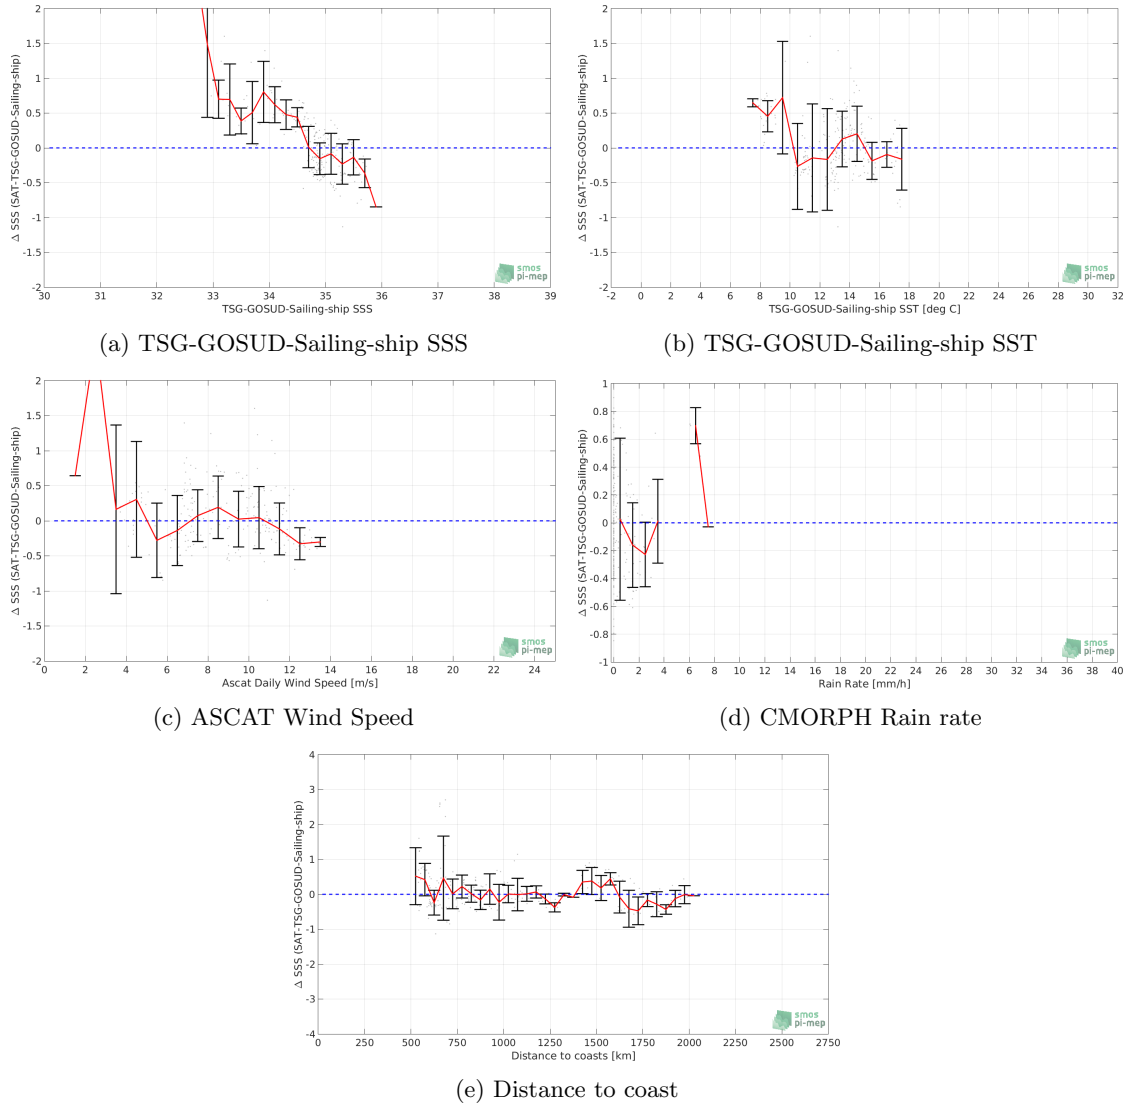 2
1.5
1
0.5
0
-0.5
-1
-1.5
-2
Δ SSS (SAT-TSG-GOSUD-Sailing-ship)
30 31 32 33 34 35 36 37 38 39
TSG-GOSUD-Sailing-ship SSS
smos
pi-mep
(a) TSG-GOSUD-Sailing-ship SSS
2
1.5
1
0.5
0
-0.5
-1
-1.5
-2
Δ SSS (SAT-TSG-GOSUD-Sailing-ship)
-2 0 2 4 6 8 10 12 14 16 18 20 22 24 26 28 30 32
TSG-GOSUD-Sailing-ship SST [deg C]
smos
pi-mep
(b) TSG-GOSUD-Sailing-ship SST
2
1.5
1
0.5
0
-0.5
-1
-1.5
-2
Δ SSS (SAT-TSG-GOSUD-Sailing-ship)
0 2 4 6 8 10 12 14 16 18 20 22 24
Ascat Daily Wind Speed [m/s]
smos
pi-mep
(c) ASCAT Wind Speed
1
0.8
0.6
0.4
0.2
0
-0.2
-0.4
-0.6
-0.8
-1
Δ SSS (SAT-TSG-GOSUD-Sailing-ship)
0 2 4 6 8 10 12 14 16 18 20 22 24 26 28 30 32 34 36 38 40
Rain Rate [mm/h]
smos
pi-mep
(d) CMORPH Rain rate
4
3
2
1
0
-1
-2
-3
-4
Δ SSS (SAT-TSG-GOSUD-Sailing-ship)
0 250 500 750 1000 1250 1500 1750 2000 2250 2500 2750
Distance to coasts [km]
smos
pi-mep
(e) Distance to coast